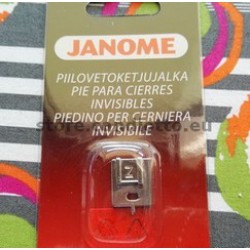 JANOME
PIILOVETOKETJUJALKA
PIE PARA CIERRES
INVISIBLES
PIEDINO PER CERNIERA
INVISIBILE
Z